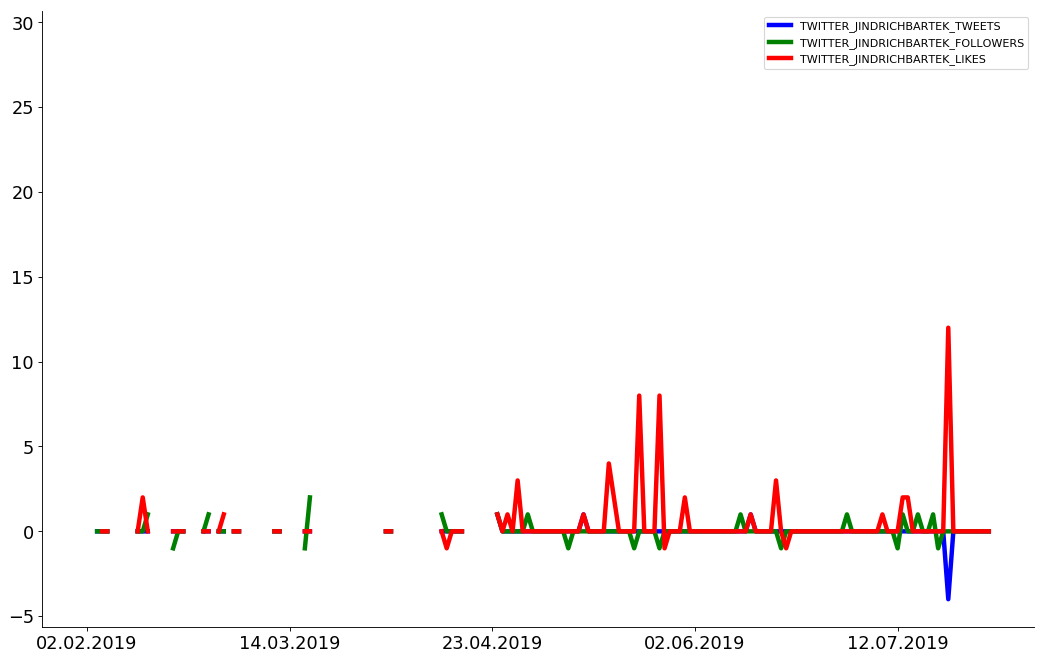 30
25
20
15
10
5
0
−5
02.02.2019 14.03.2019 23.04.2019 02.06.2019 12.07.2019
TWITTER_JINDRICHBARTEK_TWEETS
TWITTER_JINDRICHBARTEK_FOLLOWERS
TWITTER_JINDRICHBARTEK_LIKES